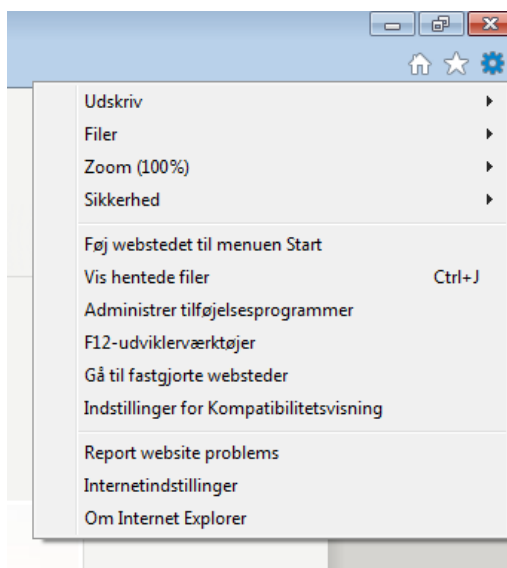 Udskriv
Filer
Zoom (100%)
Sikkerhed
Føj webstedet til menuen Start
Vis hentede filer Ctrl+J
Administrer tilføjelsesprogrammer
F12-udviklerværktøjer
Gå til fastgjorte websteder
Indstillinger for Kompatibilitetsvisning
Report website problems
Internetindstillinger
Om Internet Explorer